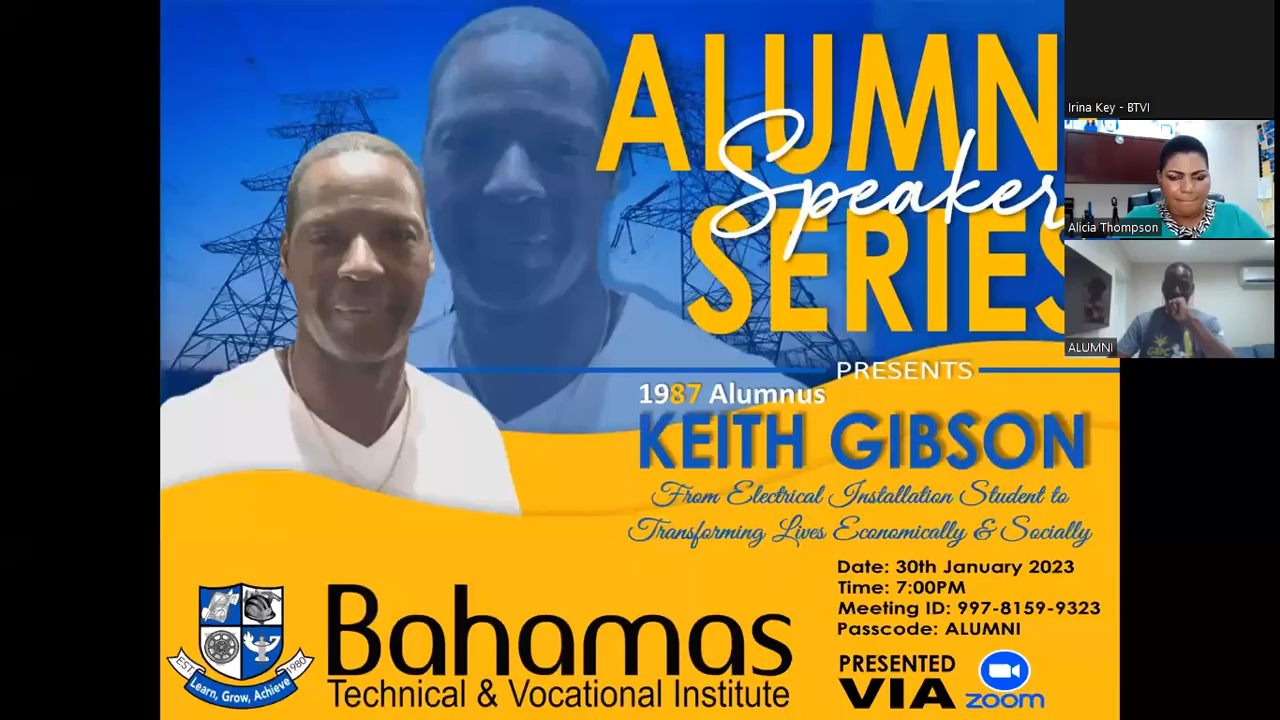 ALUMN
Speaker
SERIES
PRESENTS
1987 Alumnus
KEITH GIBSON
From Electrical Installation Student to
Transforming Lives Economically & Socially
Date: 30th January 2023
Time: 7:00PM
Meeting ID: 997-8159-9323
Passcode: ALUMNI
PRESENTED
VIA zoom
EST. 1980
Learn, Grow, Achieve
Bahamas
Technical & Vocational Institute
Irina Key - BTVI
Alicia Thompson
ALUMNI